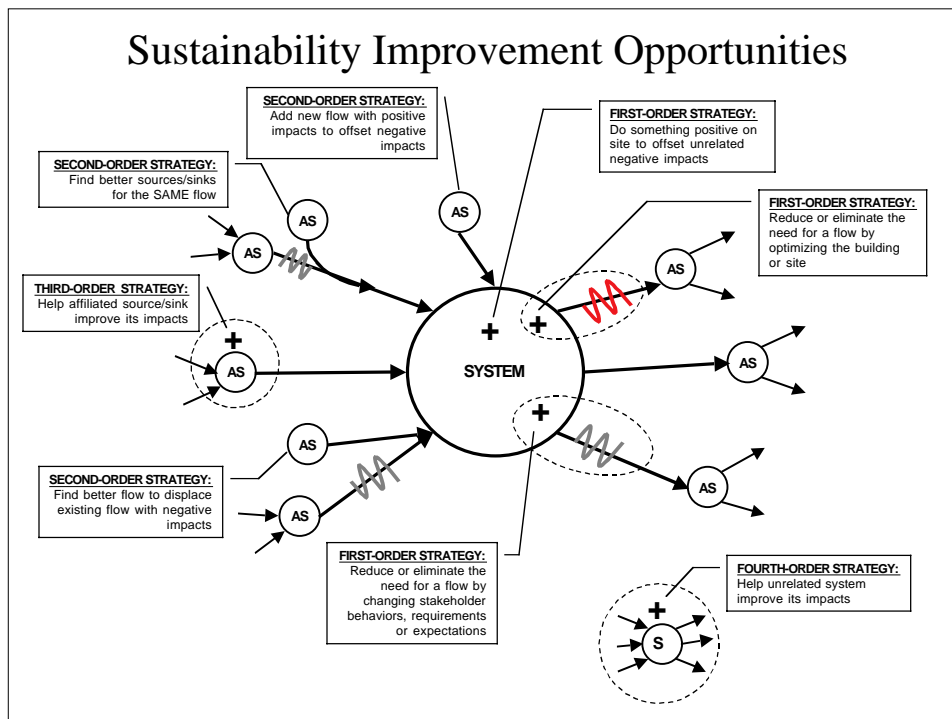 Sustainability Improvement Opportunities
SECOND-ORDER STRATEGY:
Add new flow with positive
impacts to offset negative
impacts
FIRST-ORDER STRATEGY:
Do something positive on
site to offset unrelated
negative impacts
SECOND-ORDER STRATEGY:
Find better sources/sinks
for the SAME flow
FIRST-ORDER STRATEGY:
Reduce or eliminate the
need for a flow by
optimizing the building
or site
AS
AS
AS
AS
THIRD-ORDER STRATEGY:
Help affiliated source/sink
improve its impacts
+
+
+
AS
SYSTEM
AS
+
AS
SECOND-ORDER STRATEGY:
Find better flow to displace
existing flow with negative
impacts
AS
AS
FIRST-ORDER STRATEGY:
Reduce or eliminate the
need for a flow by
changing stakeholder
behaviors, requirements
or expectations
FOURTH-ORDER STRATEGY:
Help unrelated system
improve its impacts
+
S